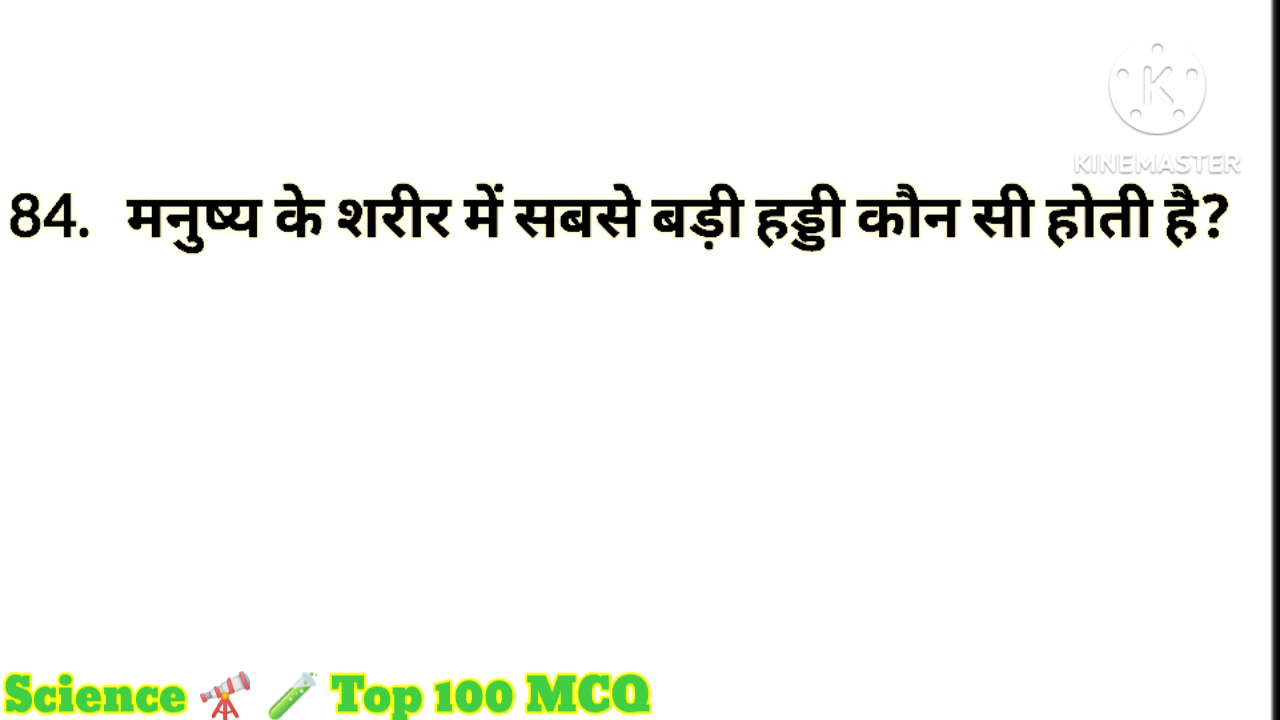 K
KINEMASTER
84. मनुष्य के शरीर में सबसे बड़ी हड्डी कौन सी होती है?
Science 🔭 🧪 Top 100 MCQ